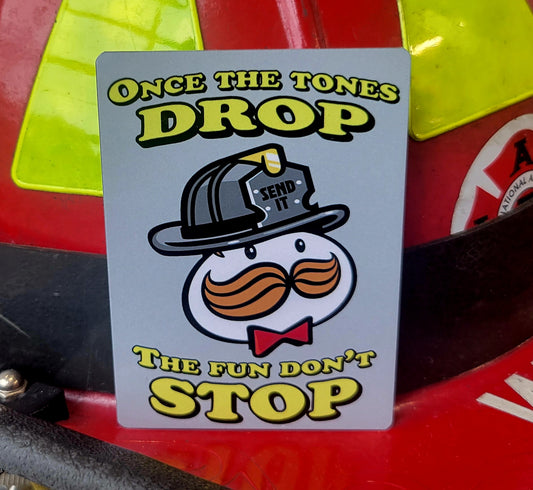 ONCE THE TONES
DROP
SEND
IT
THE FUN DON'T
STOP